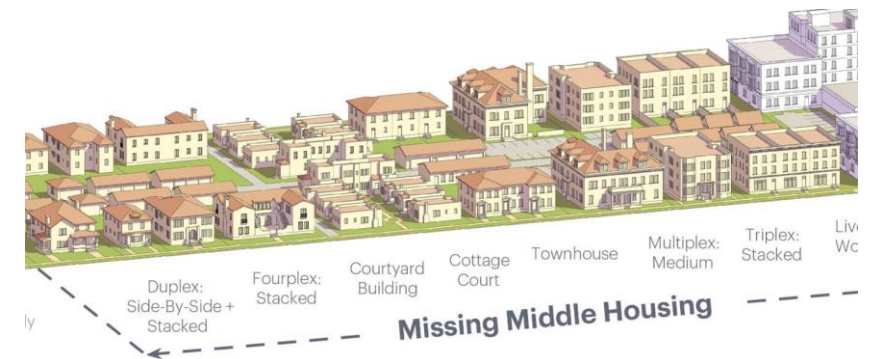 Duplex:
Side-By-Side +
Stacked
Fourplex:
Stacked
Courtyard
Building
Cottage
Court
Townhouse
Multiplex:
Medium
Triplex:
Stacked
Missing Middle Housing